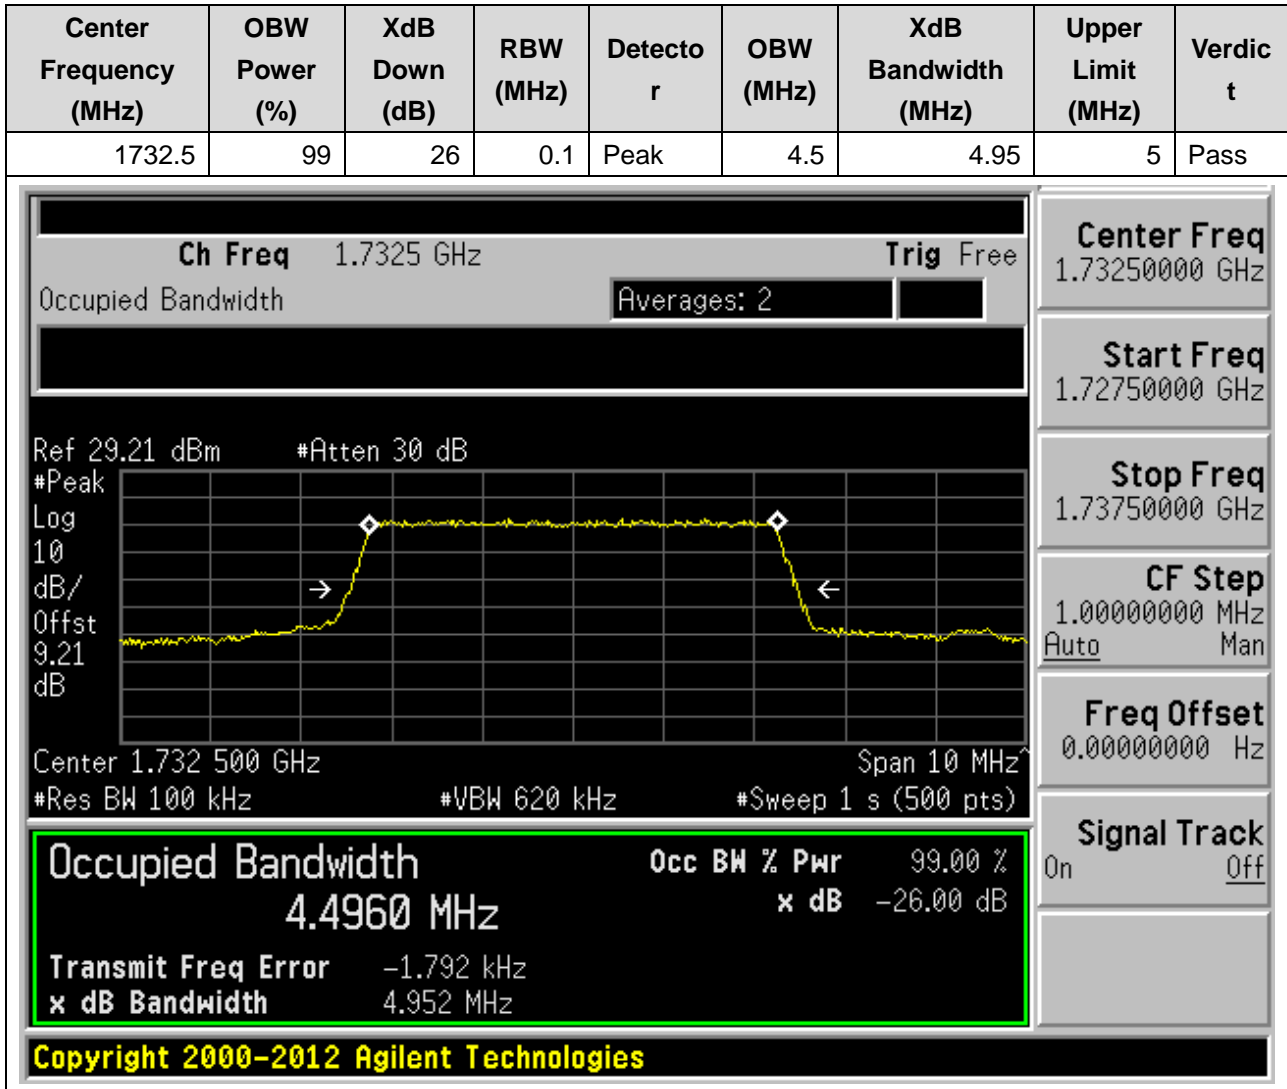 Center Frequency (MHz) OBW Power (%) XdB Down (dB) RBW (MHz) Detecto r OBW (MHz) XdB Bandwidth (MHz) Upper Limit (MHz) Verdic t
1732.5 99 26 0.1 Peak 4.5 4.95 5 Pass
Ch Freq 1.7325 GHz Trig Free
Occupied Bandwidth Averages: 2
Ref 29.21 dBm #Atten 30 dB
#Peak
Log
10
dB/
Offst
9.21
dB
Center 1.732 500 GHz Span 10 MHz^
#Res BW 100 kHz #VBW 620 kHz #Sweep 1 s (500 pts)
Occupied Bandwidth Occ BW % Pwr 99.00 %
4.4960 MHz x dB -26.00 dB
Transmit Freq Error -1.792 kHz
x dB Bandwidth 4.952 MHz
Copyright 2000-2012 Agilent Technologies
Center Freq
1.73250000 GHz
Start Freq
1.72750000 GHz
Stop Freq
1.73750000 GHz
CF Step
1.00000000 MHz
Auto Man
Freq Offset
0.00000000 Hz
Signal Track
On Off